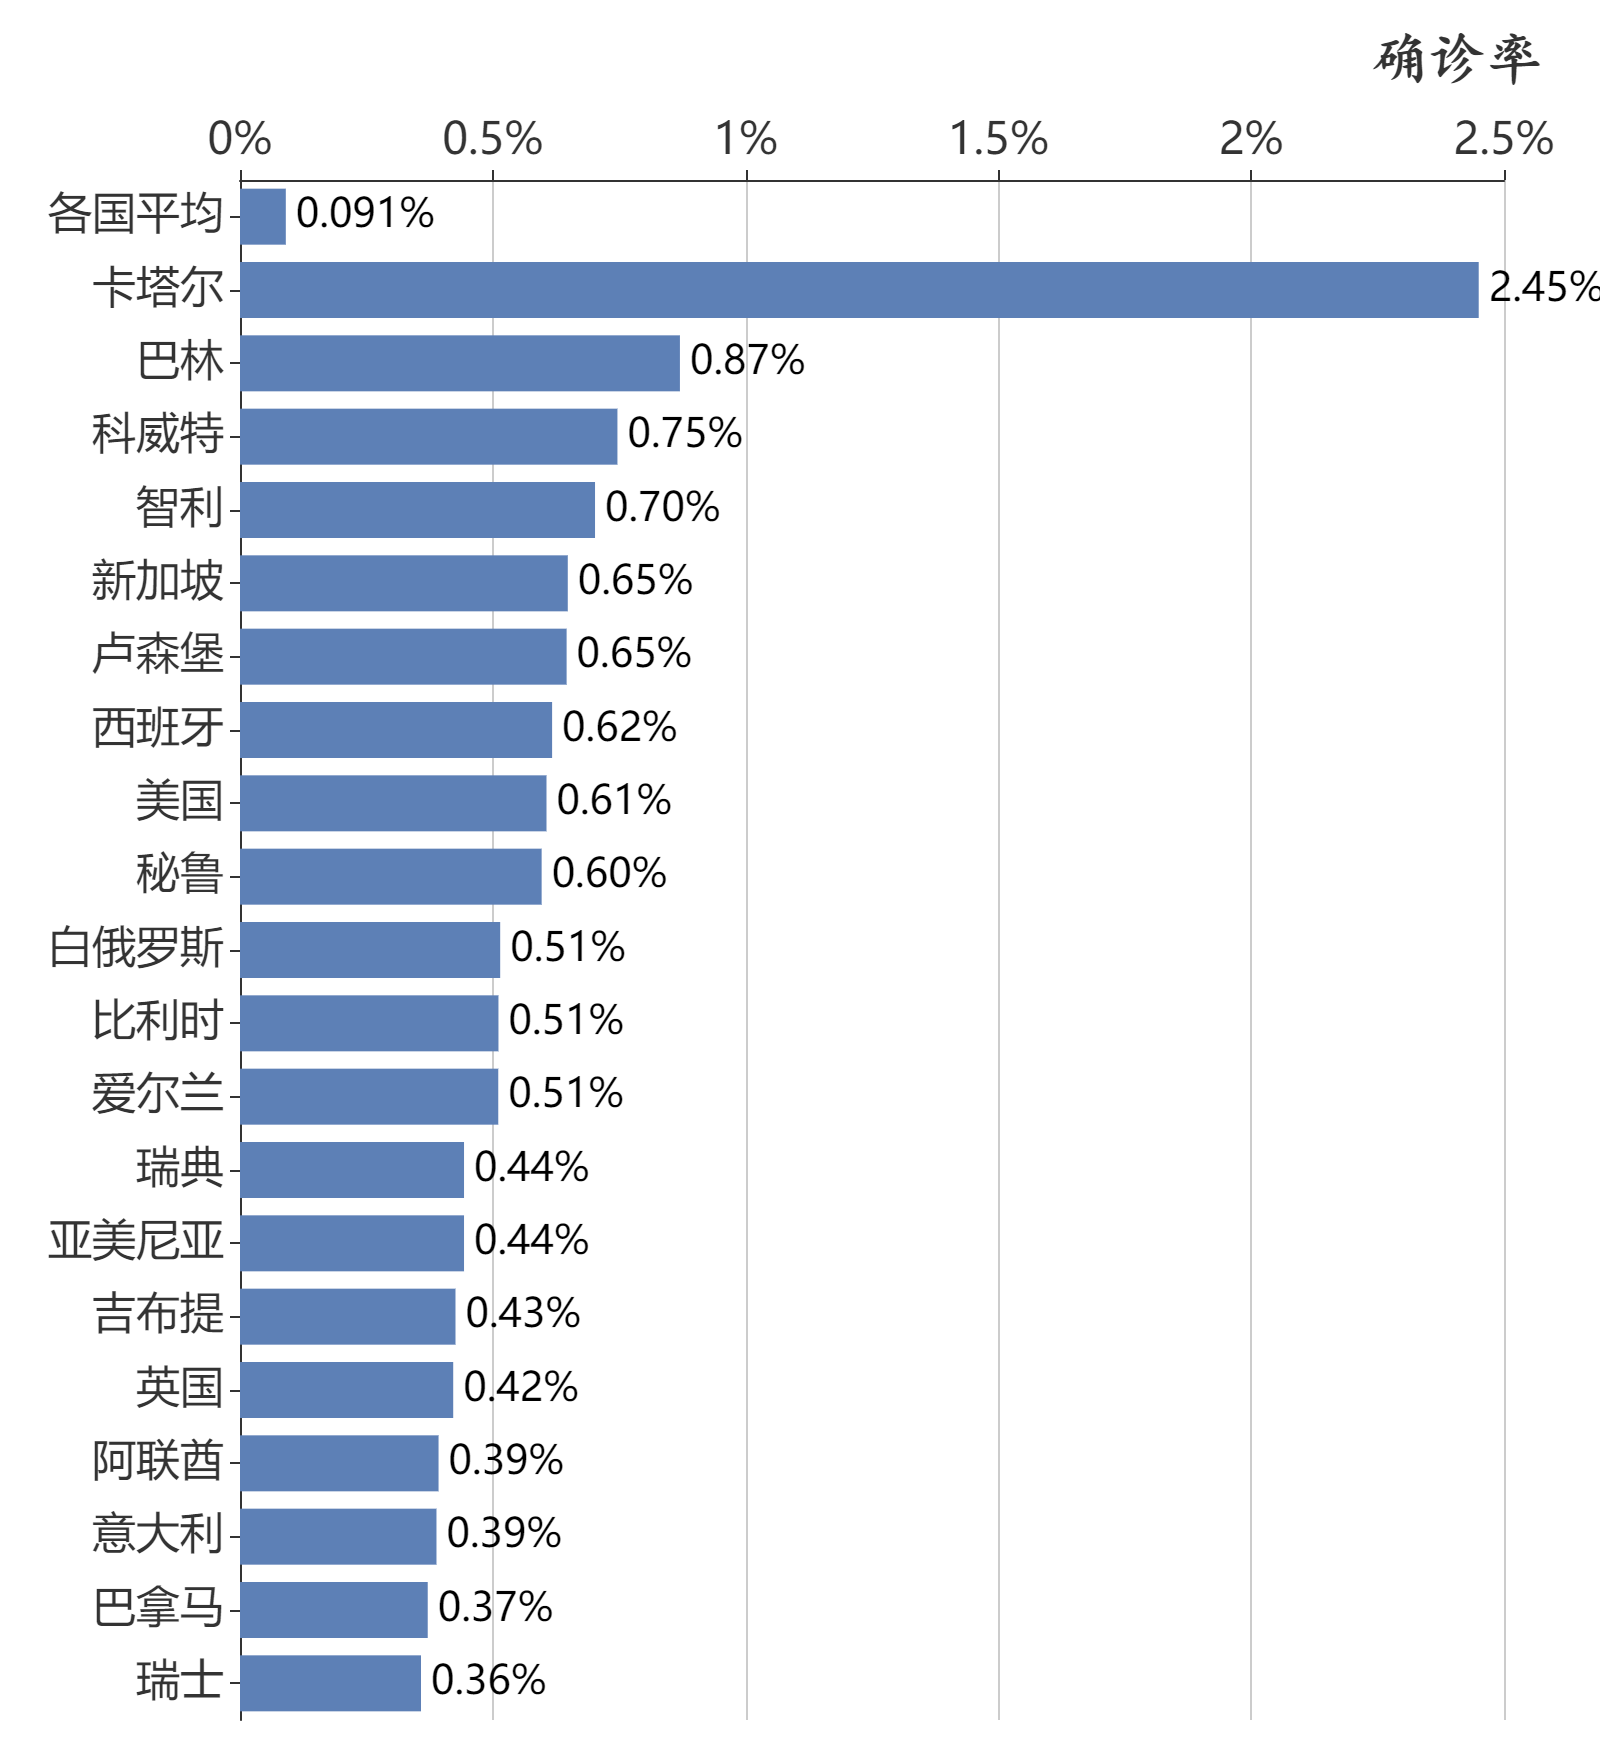 确诊率
0% 0.5% 1% 1.5% 2% 2.5%
各国平均 0.091%
卡塔尔 2.45%
巴林 0.87%
科威特 0.75%
智利 0.70%
新加坡 0.65%
卢森堡 0.65%
西班牙 0.62%
美国 0.61%
秘鲁 0.60%
白俄罗斯 0.51%
比利时 0.51%
爱尔兰 0.51%
瑞典 0.44%
亚美尼亚 0.44%
吉布提 0.43%
英国 0.42%
阿联酋 0.39%
意大利 0.39%
巴拿马 0.37%
瑞士 0.36%